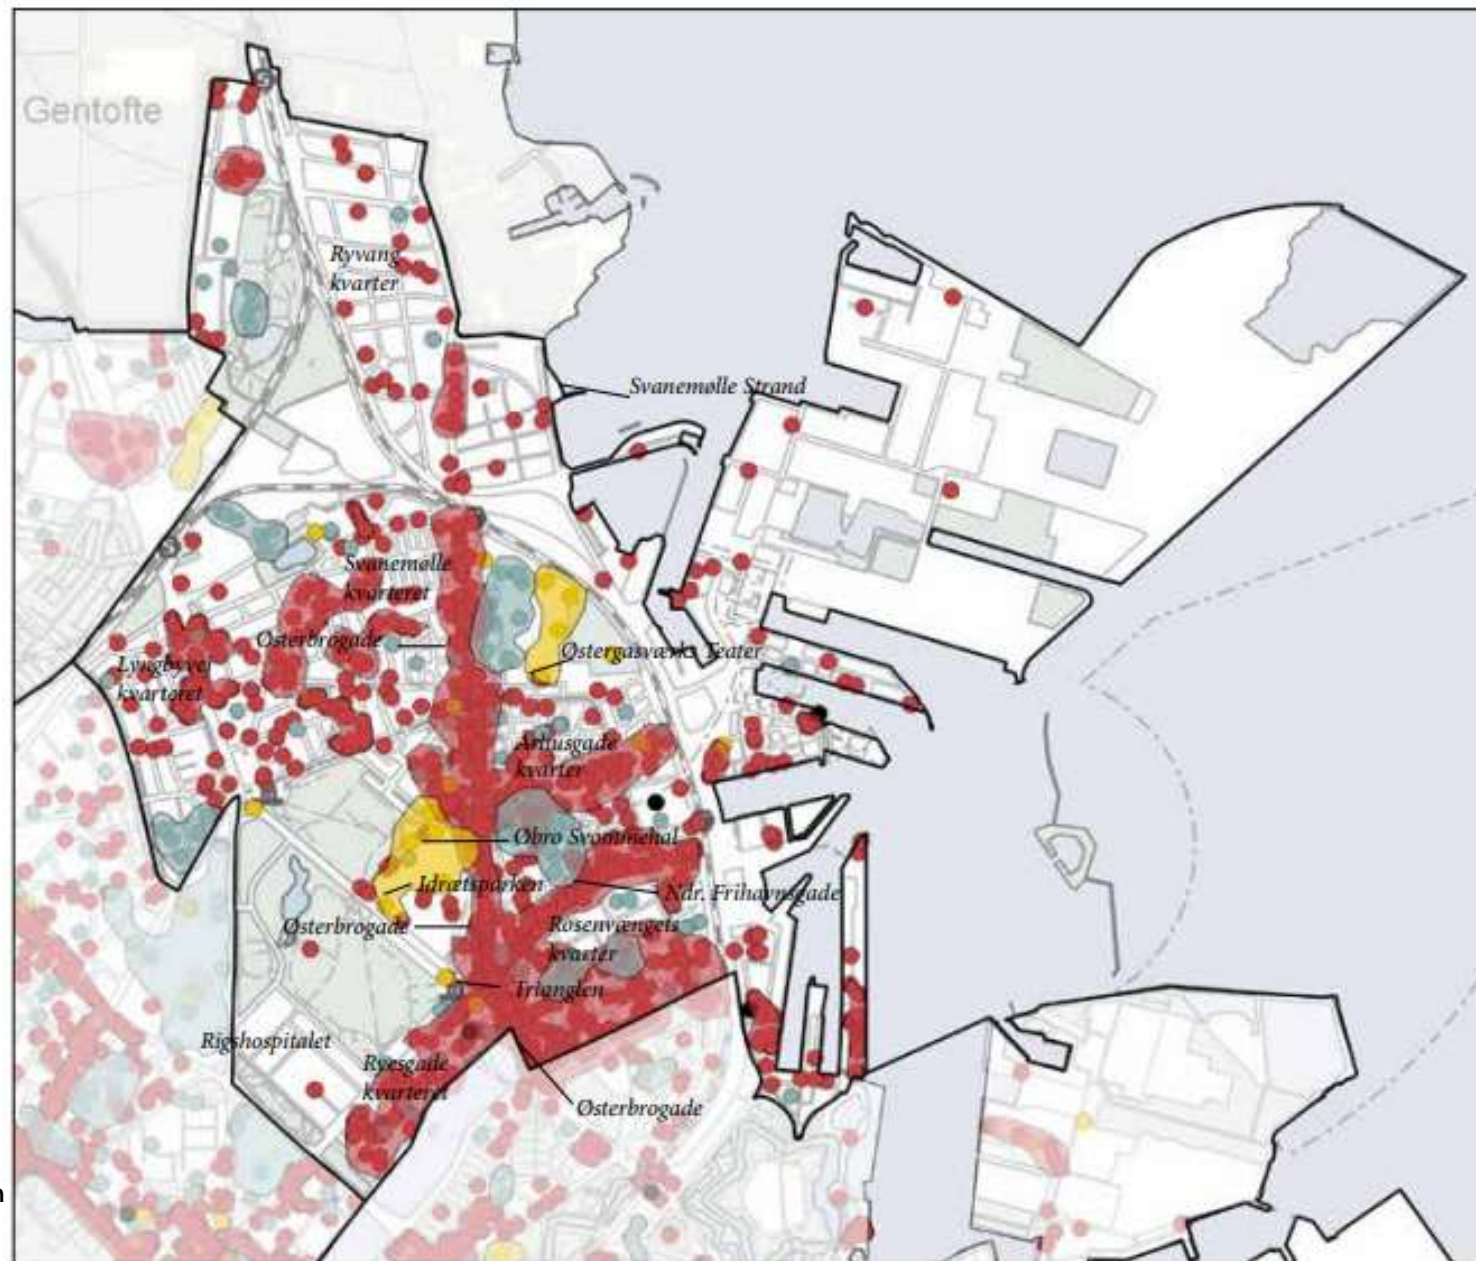 Gentofte
Ryvang
kvarter
Svanemølle Strand
Svanemølle
kvarteret
Østerbrogade
Østergasværks Teater
Lyngbyvej
kvarteret
Århusgade
kvarter
Øbro Svømmehal
Idrætsparken
Ndr. Frihavnsgade
Østerbrogade
Rosenvængets
kvarter
Trianglen
Rigshospitalet
Ryesgade
kvarteret
Østerbrogade